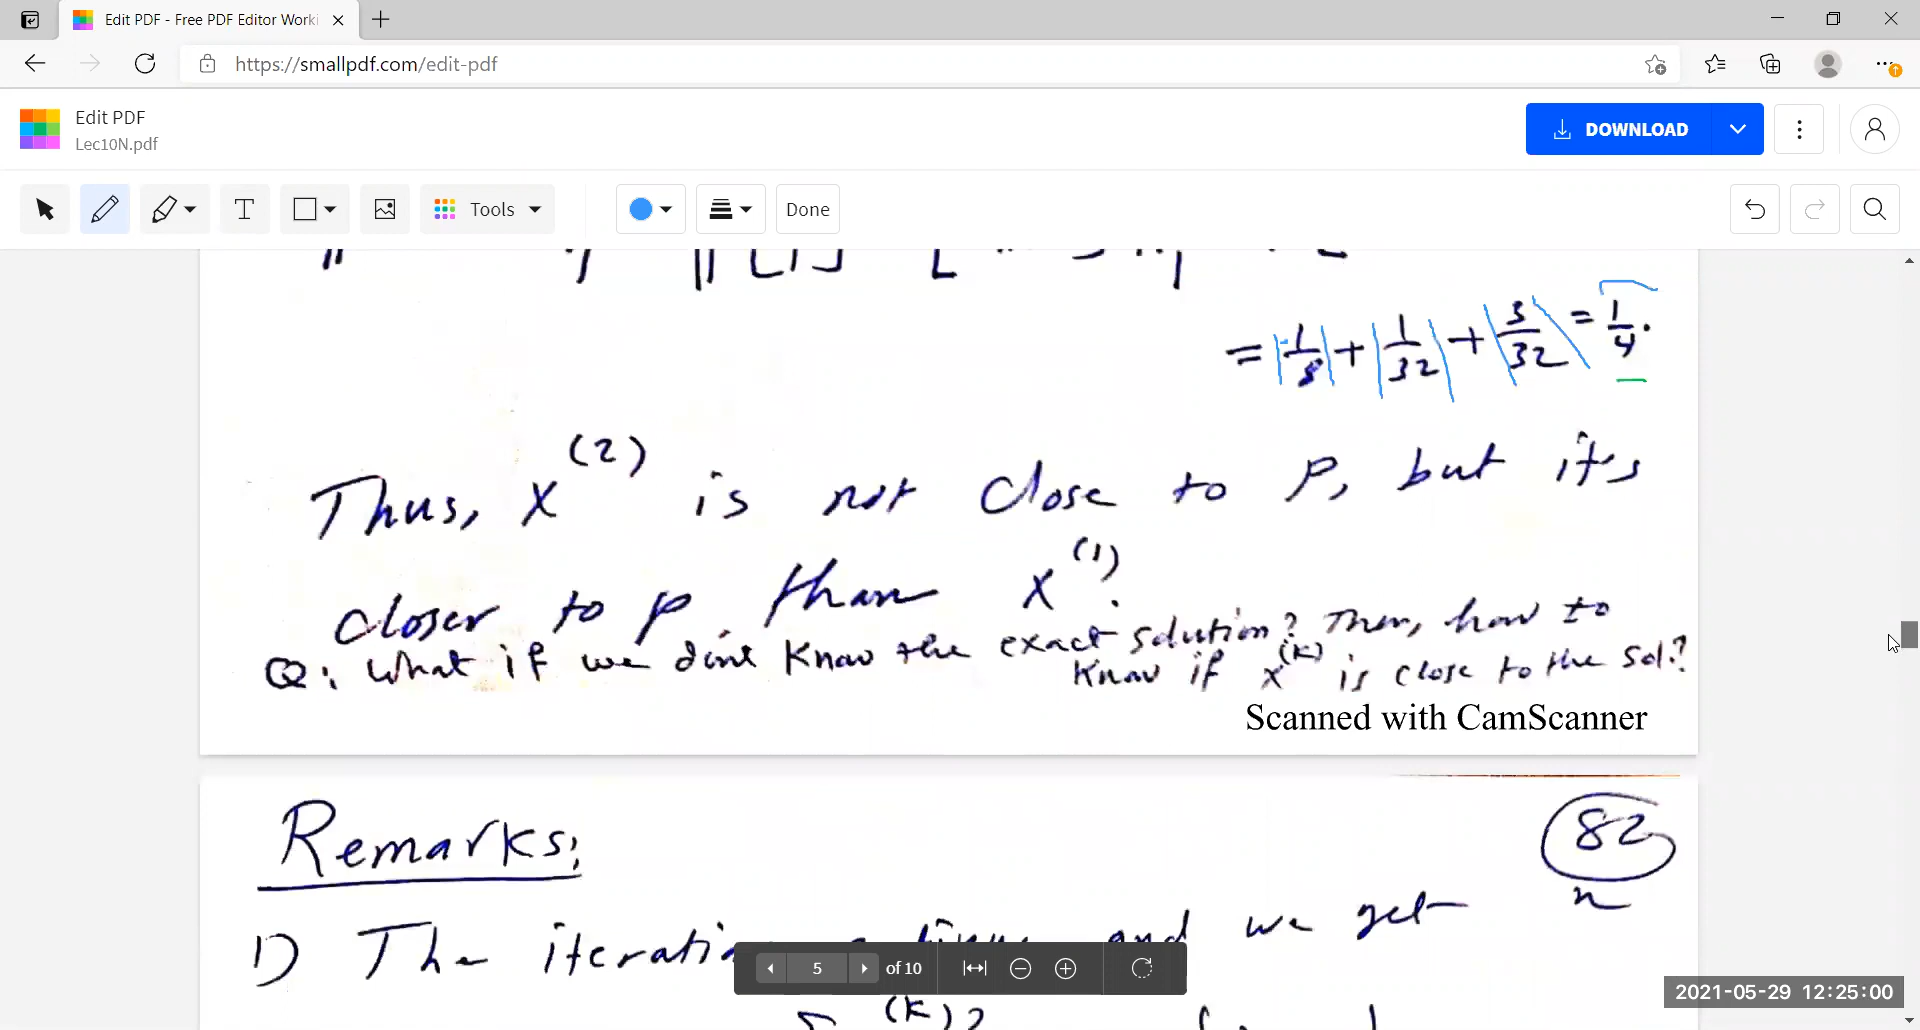 Edit PDF - Free PDF Editor Worki
https://smallpdf.com/edit-pdf
Edit PDF
Lec10N.pdf
DOWNLOAD
T Tools Done
= |1/8| + |1/32| + |3/32| = 1/4.
Thus, X^(2) is not close to P, but it's
closer to P than X^(1).
Q: What if we dont know the exact solution? Then, how to
know if X^(k) is close to the sol.?
Scanned with CamScanner
Remarks:
82
1) The and we get
5 of 10
(k)
2021-05-29 12:25:00